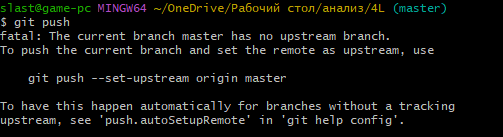 slast@game-pc MINGW64 ~/OneDrive/Рабочий стол/анализ/4L (master)
$ git push
fatal: The current branch master has no upstream branch.
To push the current branch and set the remote as upstream, use
git push --set-upstream origin master
To have this happen automatically for branches without a tracking
upstream, see 'push.autoSetupRemote' in 'git help config'.